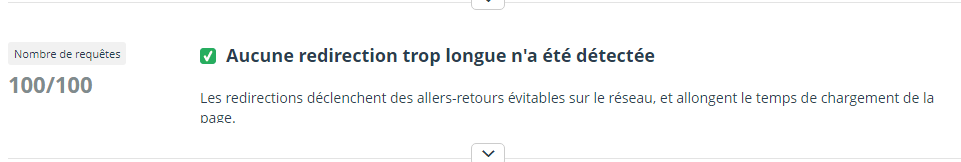 Nombre de requêtes
100/100
Aucune redirection trop longue n'a été détectée
Les redirections déclenchent des allers-retours évitables sur le réseau, et allongent le temps de chargement de la
page.